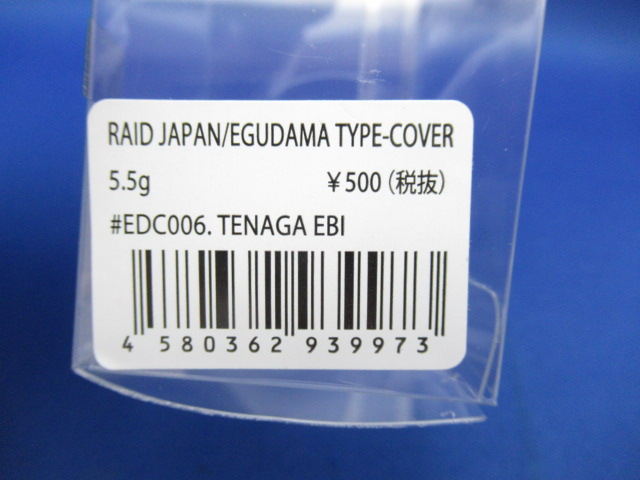 RAID JAPAN/EGUDAMA TYPE-COVER
5.5g ¥500(税抜)
#EDC006. TENAGA EBI
4 580362 939973